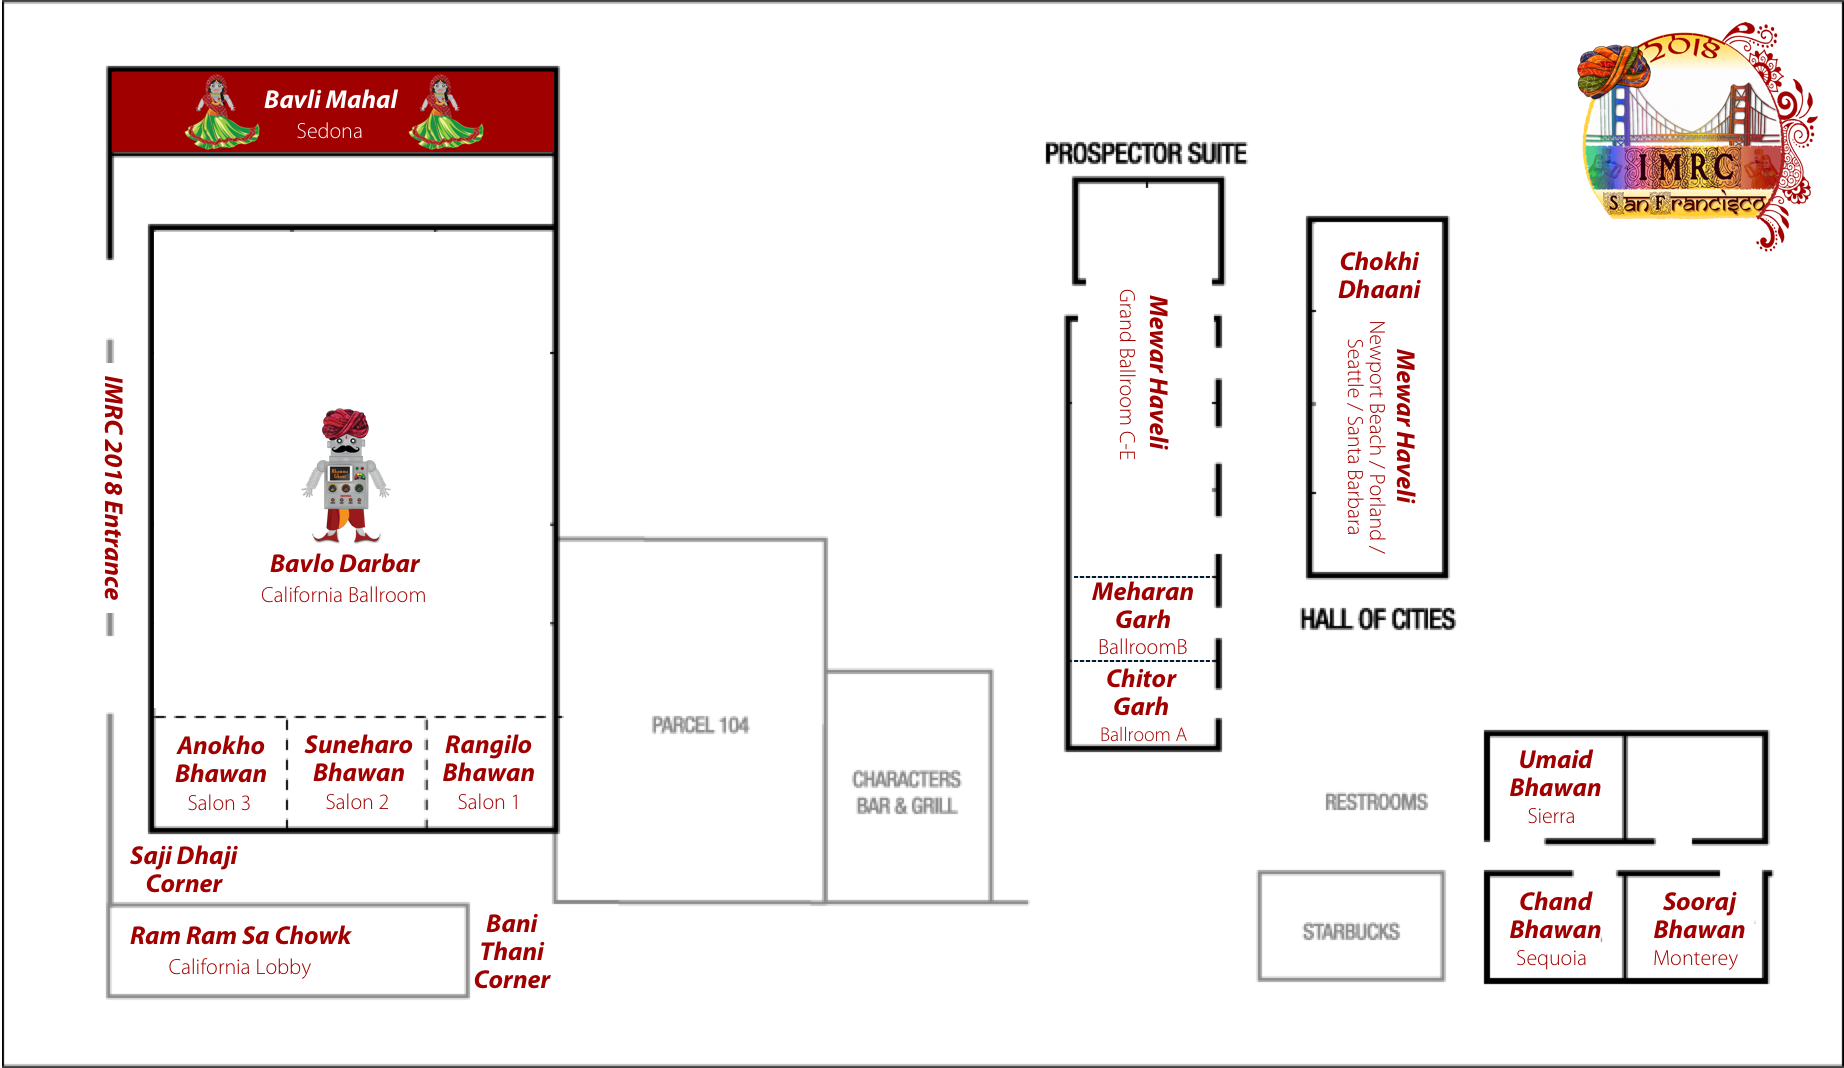 2018
IMRC
San Francisco
Bavli Mahal
Sedona
IMRC 2018 Entrance
Bavlo Darbar
California Ballroom
Anokho
Bhawan
Salon 3
Suneharo
Bhawan
Salon 2
Rangilo
Bhawan
Salon 1
Saji Dhaji
Corner
Ram Ram Sa Chowk
California Lobby
Bani
Thani
Corner
PARCEL 104
CHARACTERS
BAR & GRILL
PROSPECTOR SUITE
Mewar Haveli
Grand Ballroom C-E
Meharan
Garh
BallroomB
Chitor
Garh
Ballroom A
Chokhi
Dhaani
Mewar Haveli
Newport Beach / Porland /
Seattle / Santa Barbara
HALL OF CITIES
RESTROOMS
STARBUCKS
Umaid
Bhawan
Sierra
Chand
Bhawan
Sequoia
Sooraj
Bhawan
Monterey